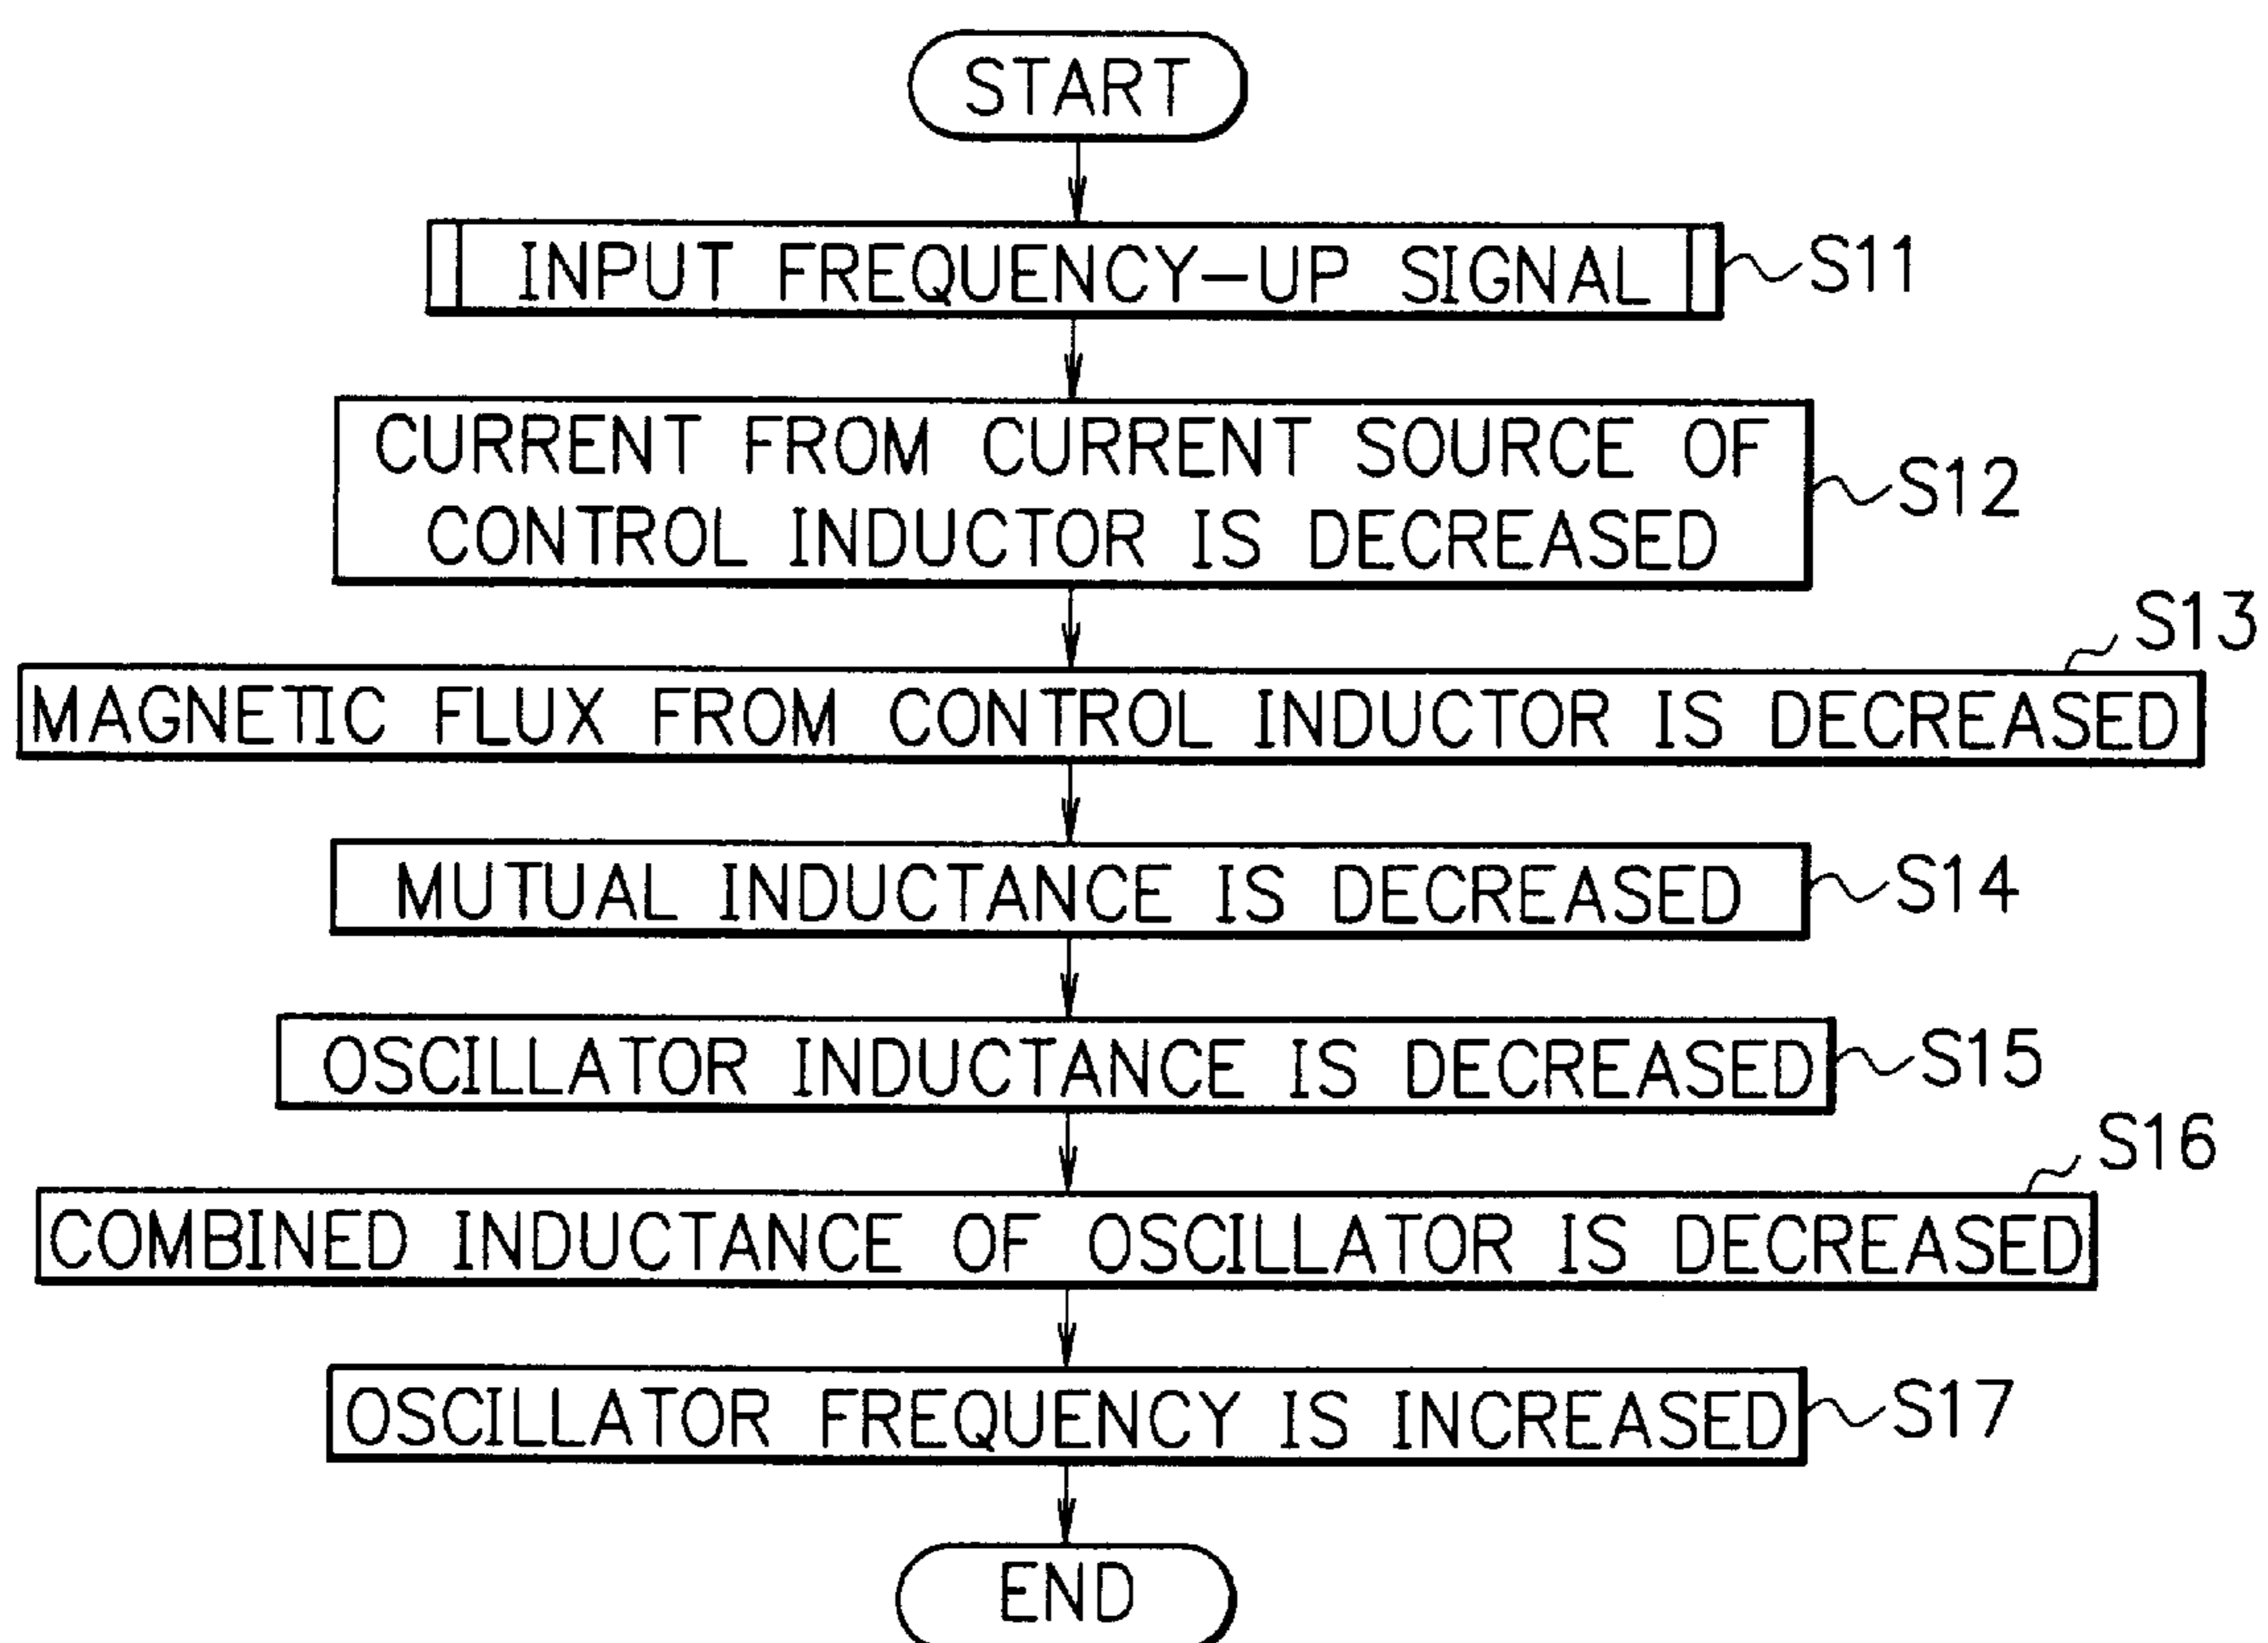 START
INPUT FREQUENCY-UP SIGNAL
S11
CURRENT FROM CURRENT SOURCE OF
CONTROL INDUCTOR IS DECREASED
S12
S13
MAGNETIC FLUX FROM CONTROL INDUCTOR IS DECREASED
MUTUAL INDUCTANCE IS DECREASED
S14
OSCILLATOR INDUCTANCE IS DECREASED
S15
S16
COMBINED INDUCTANCE OF OSCILLATOR IS DECREASED
OSCILLATOR FREQUENCY IS INCREASED
S17
END